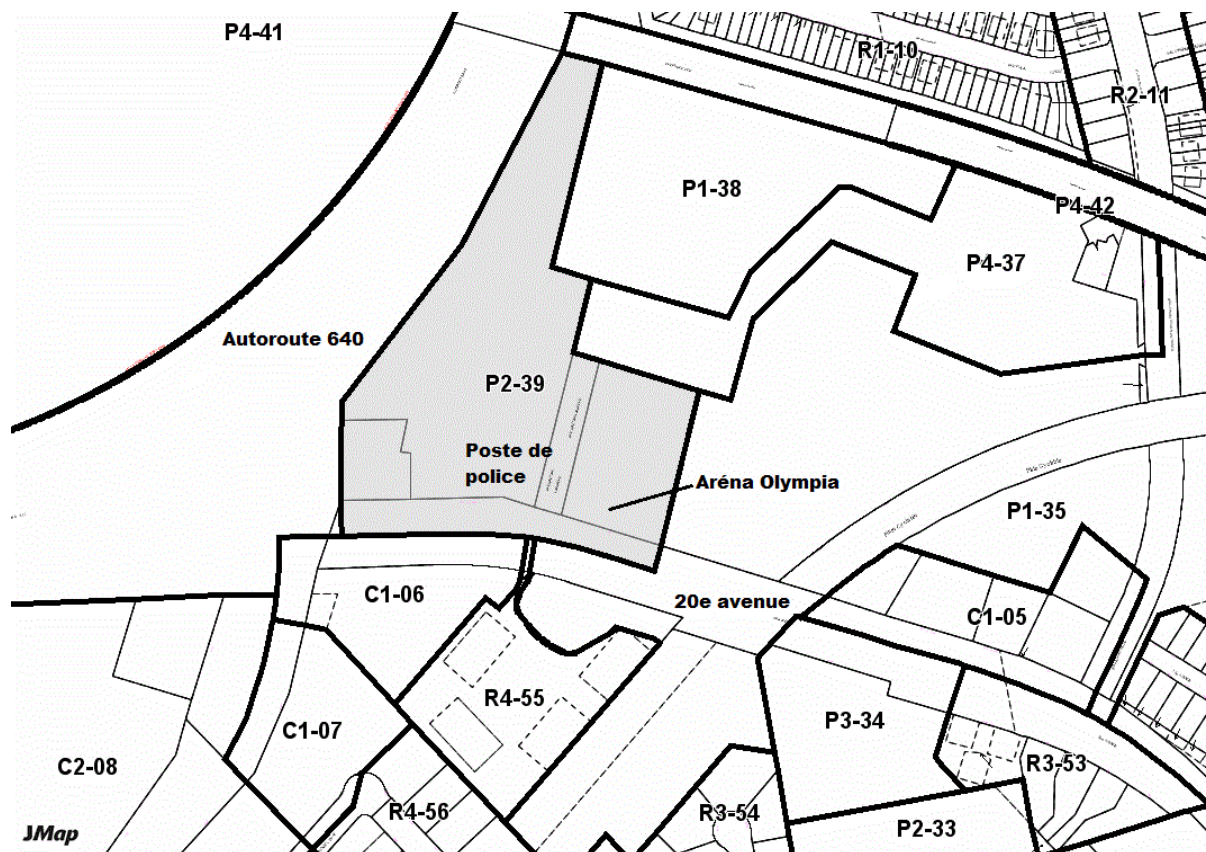 P4-41
R1-10
R2-11
P1-38
P4-42
P4-37
Autoroute 640
P2-39
Poste de
police
Aréna Olympia
P1-35
C1-06
20e avenue
C1-05
R4-55
P3-34
C1-07
C2-08
R3-53
R4-56
R3-54
P2-33
JMap